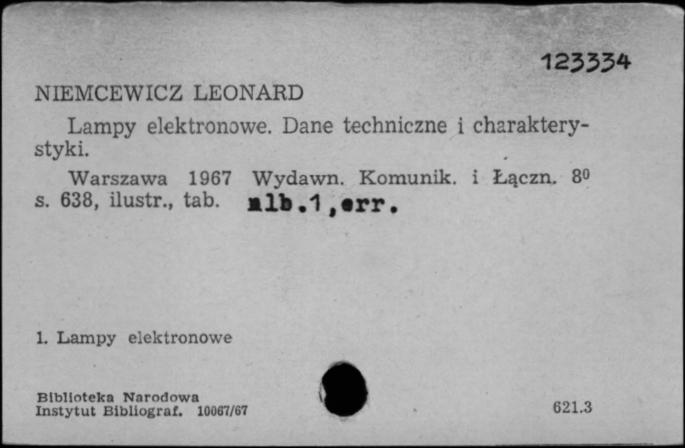 123334
NIEMCEWICZ LEONARD
Lampy elektronowe. Dane techniczne i charaktery-
styki.
Warszawa 1967 Wydawn. Komunik. i Łączn. 8⁰
s. 638, ilustr., tab. nlb.1,err.
1. Lampy elektronowe
Biblioteka Narodowa
Instytut Bibliograf. 10067/67
621.3